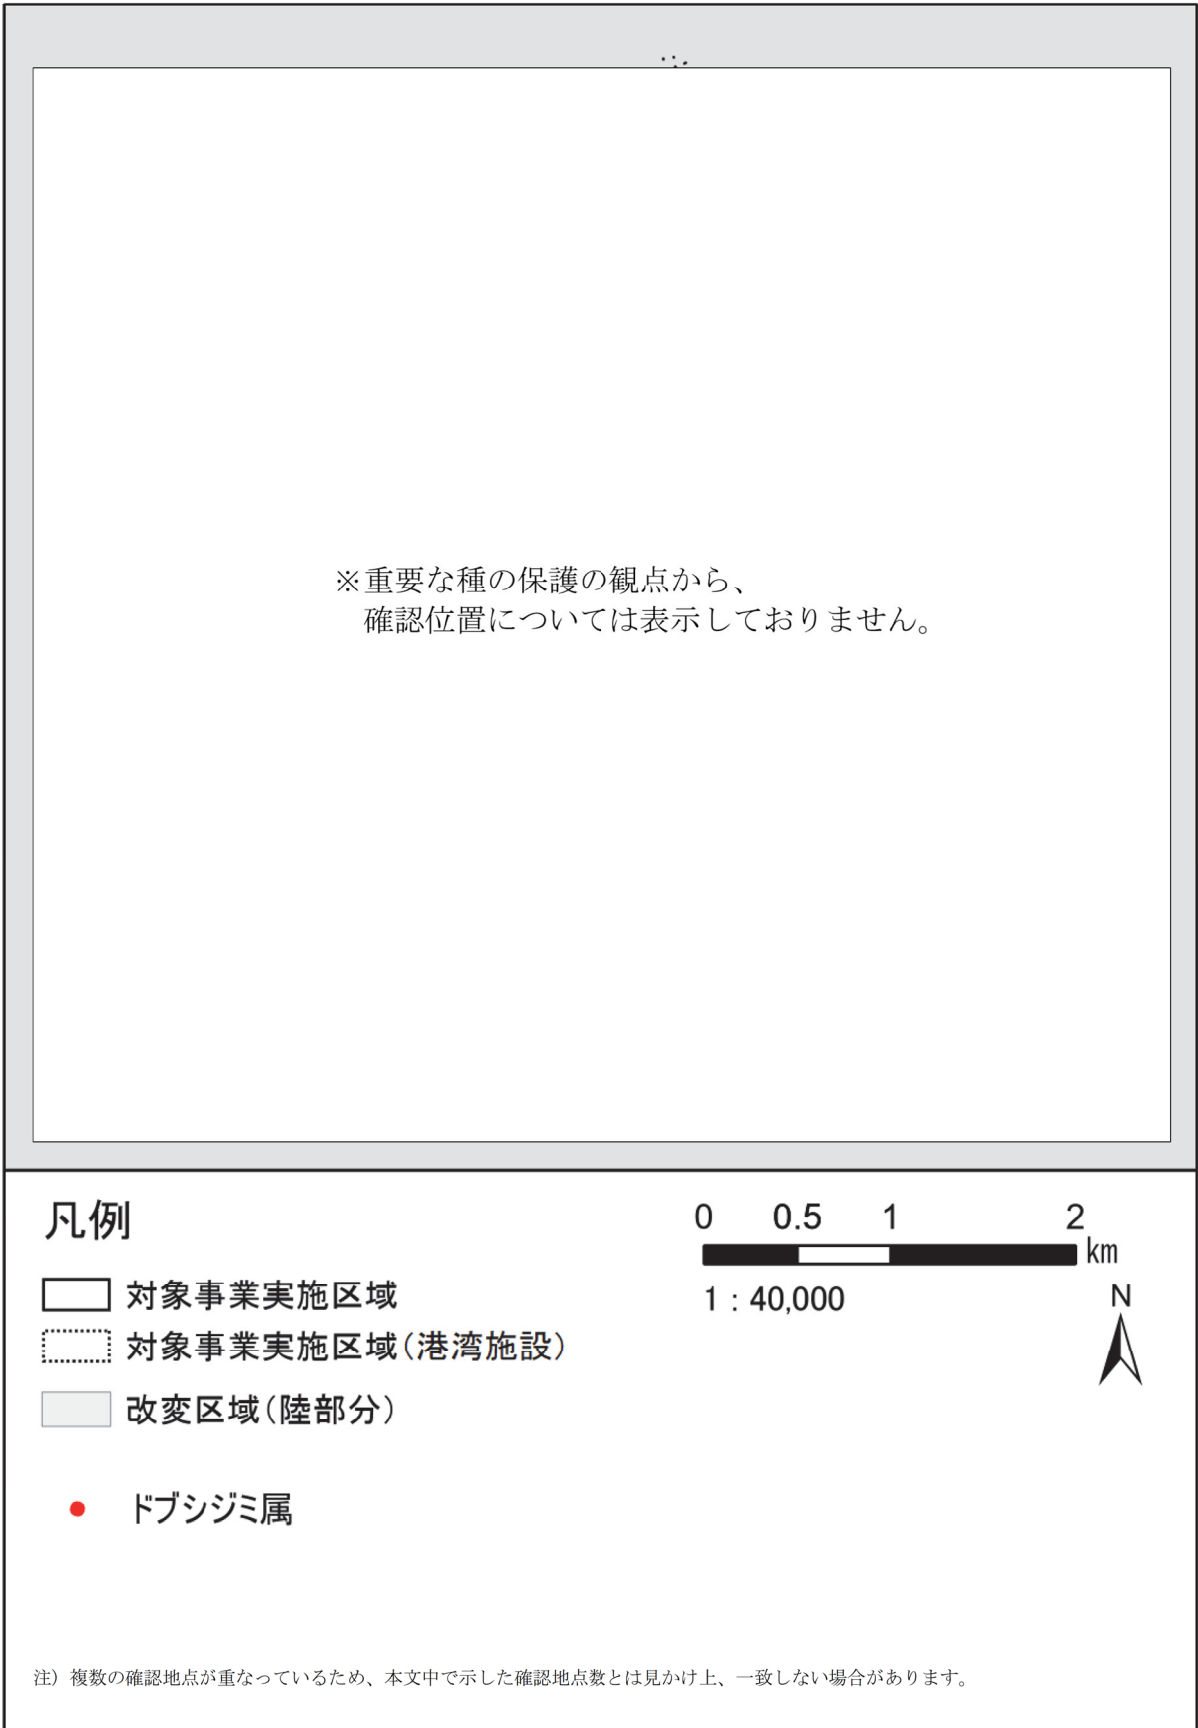 ※重要な種の保護の観点から、
確認位置については表示しておりません。
凡例
0 0.5 1 2
km
1：40,000
N
対象事業実施区域
対象事業実施区域(港湾施設)
改変区域(陸部分)
ドブシジミ属
注）複数の確認地点が重なっているため、本文中で示した確認地点数とは見かけ上、一致しない場合があります。